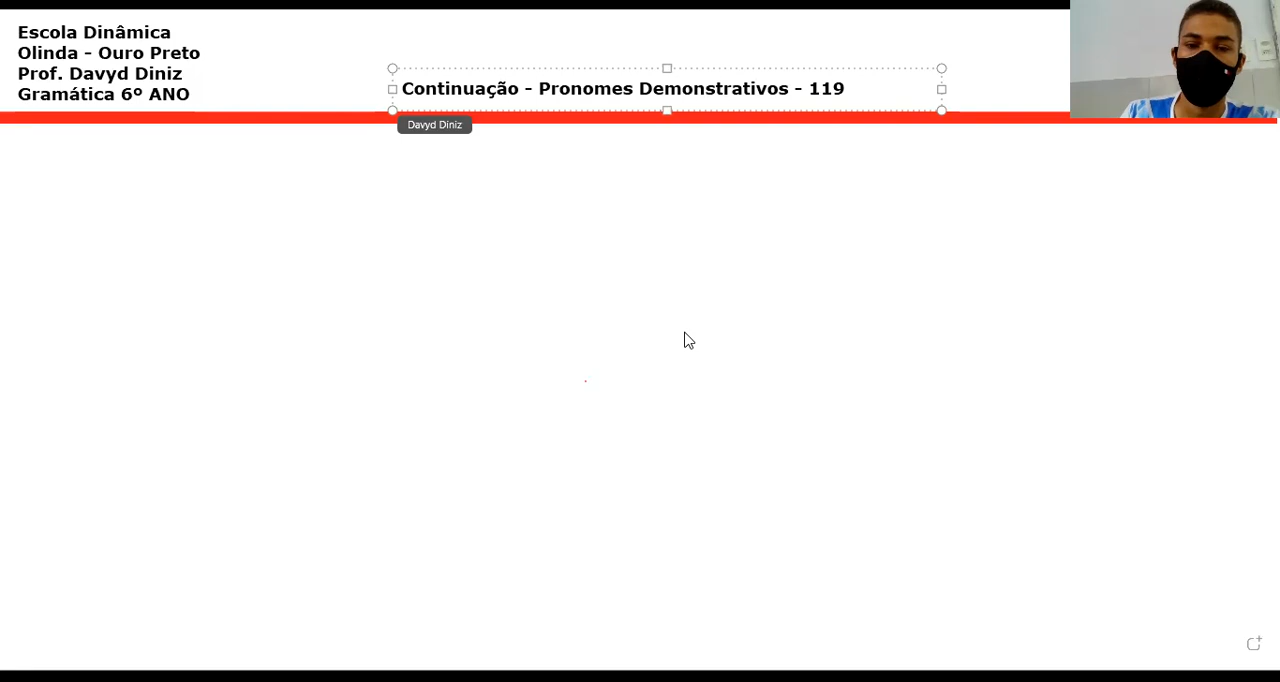 Escola Dinâmica
Olinda - Ouro Preto
Prof. Davyd Diniz
Gramática 6º ANO
Continuação - Pronomes Demonstrativos - 119
Davyd Diniz